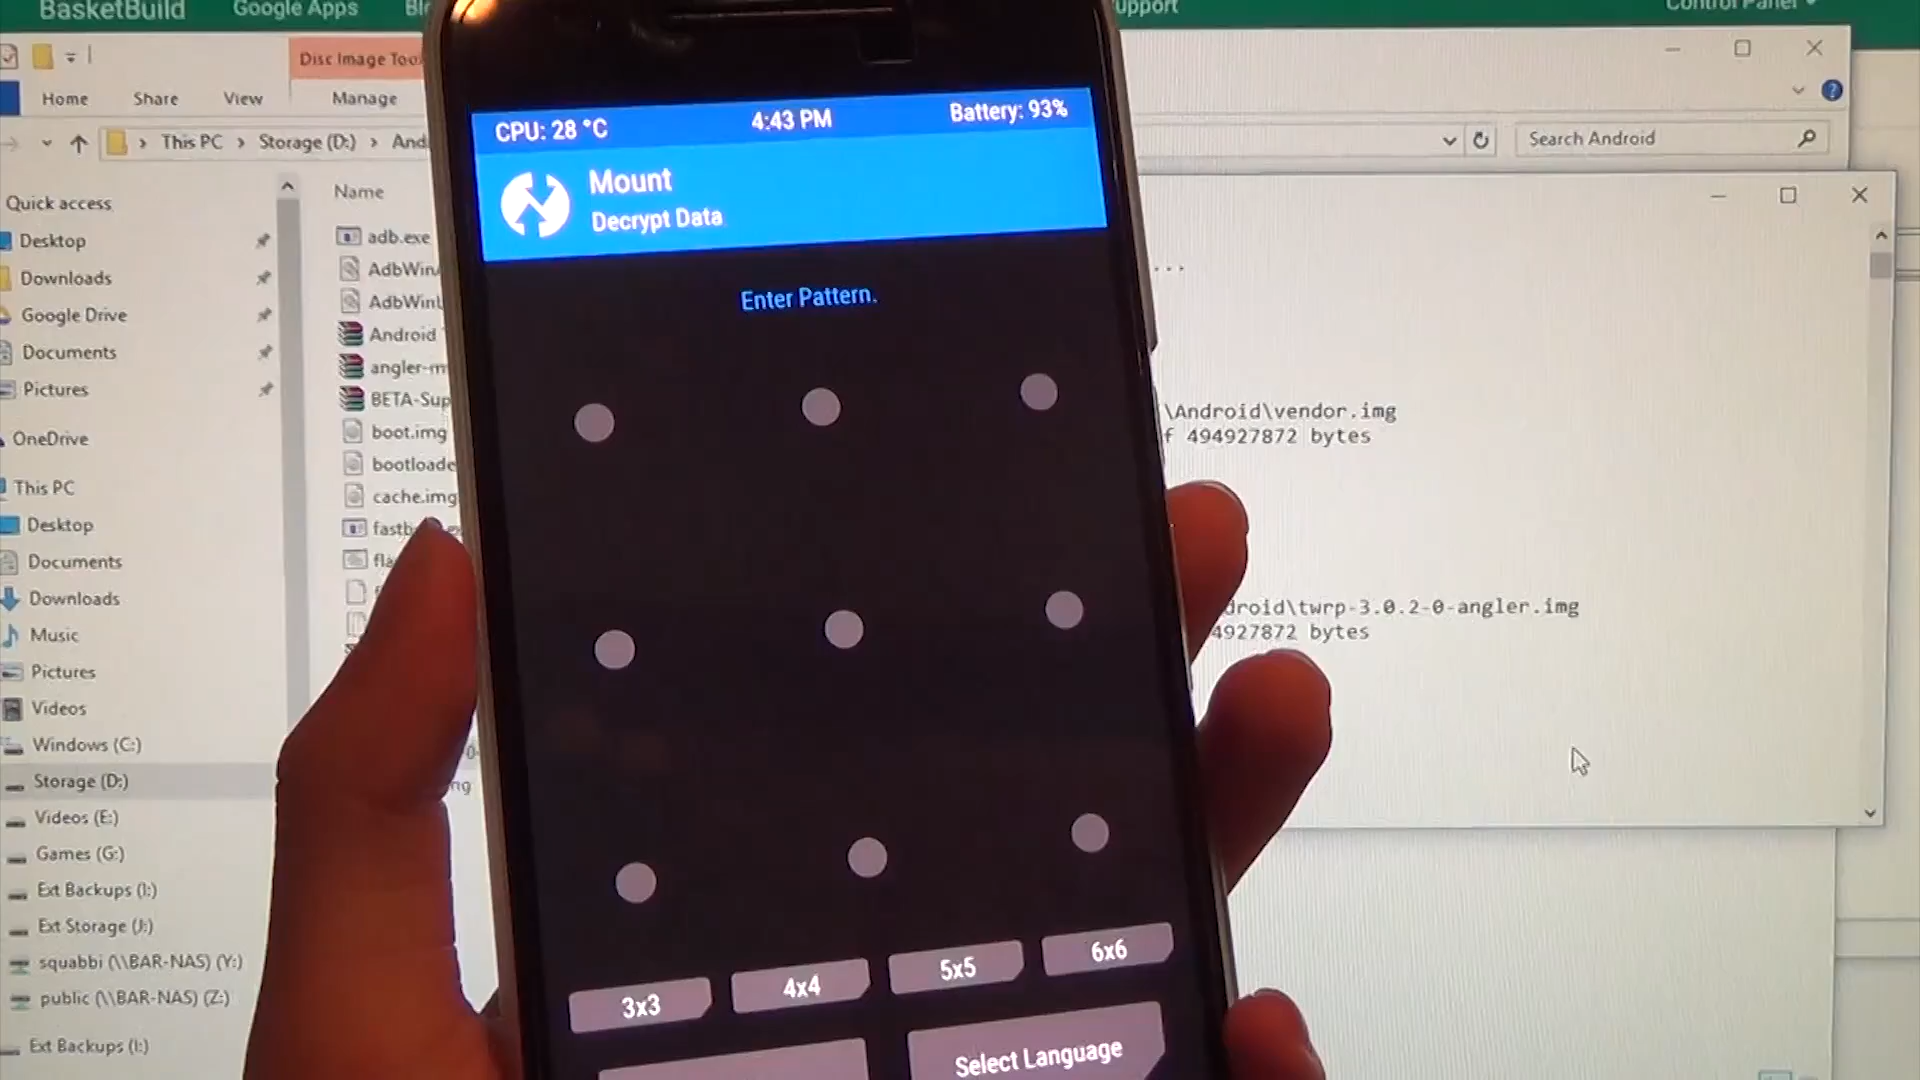 BasketBuild
Google Apps
Control Panel
Disc Image
Home
Share
View
Manage
This PC
Storage (D:)
Search Android
Quick access
Desktop
Downloads
Google Drive
Documents
Pictures
OneDrive
This PC
Desktop
Documents
Downloads
Music
Pictures
Videos
Windows (C:)
Storage (D:)
Videos (E:)
Games (G:)
Ext Backups (I:)
Ext Storage (J:)
squabbi (\\BAR-NAS) (Y:)
public (\\BAR-NAS) (Z:)
Ext Backups (I:)
Name
adb.exe
Android
boot.img
cache.img
CPU: 28 °C
4:43 PM
Battery: 93%
Mount
Decrypt Data
Enter Pattern.
3x3
4x4
5x5
6x6
Select Language
...
\Android\vendor.img
494927872 bytes
\twrp-3.0.2-0-angler.img
4927872 bytes